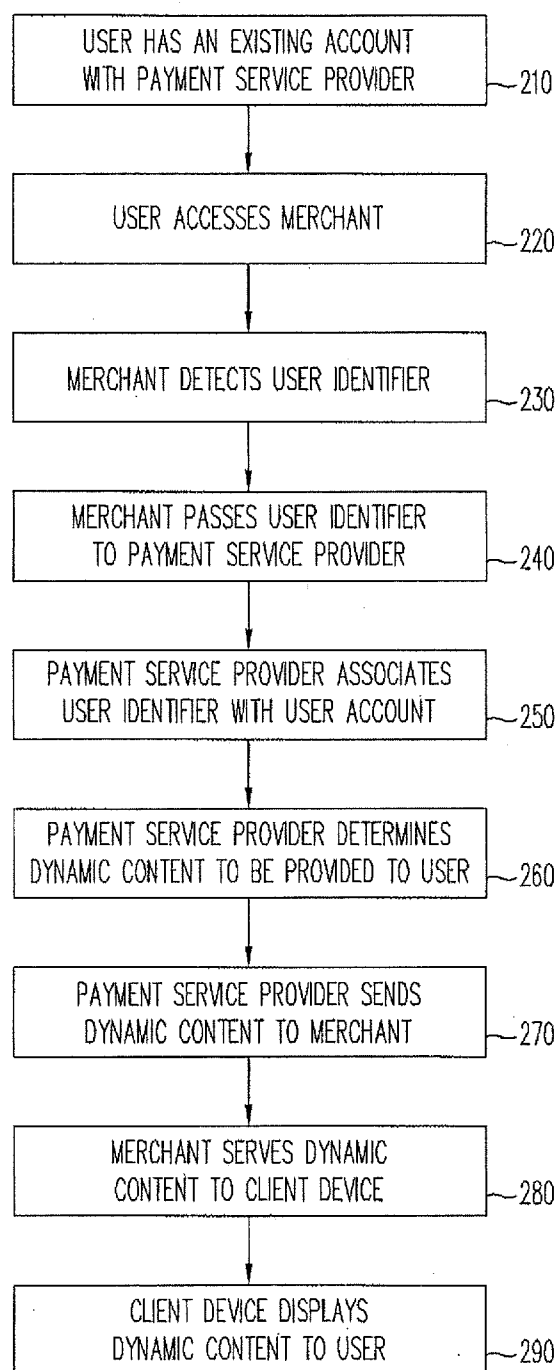 USER HAS AN EXISTING ACCOUNT
WITH PAYMENT SERVICE PROVIDER
210
USER ACCESSES MERCHANT
220
MERCHANT DETECTS USER IDENTIFIER
230
MERCHANT PASSES USER IDENTIFIER
TO PAYMENT SERVICE PROVIDER
240
PAYMENT SERVICE PROVIDER ASSOCIATES
USER IDENTIFIER WITH USER ACCOUNT
250
PAYMENT SERVICE PROVIDER DETERMINES
DYNAMIC CONTENT TO BE PROVIDED TO USER
260
PAYMENT SERVICE PROVIDER SENDS
DYNAMIC CONTENT TO MERCHANT
270
MERCHANT SERVES DYNAMIC
CONTENT TO CLIENT DEVICE
280
CLIENT DEVICE DISPLAYS
DYNAMIC CONTENT TO USER
290